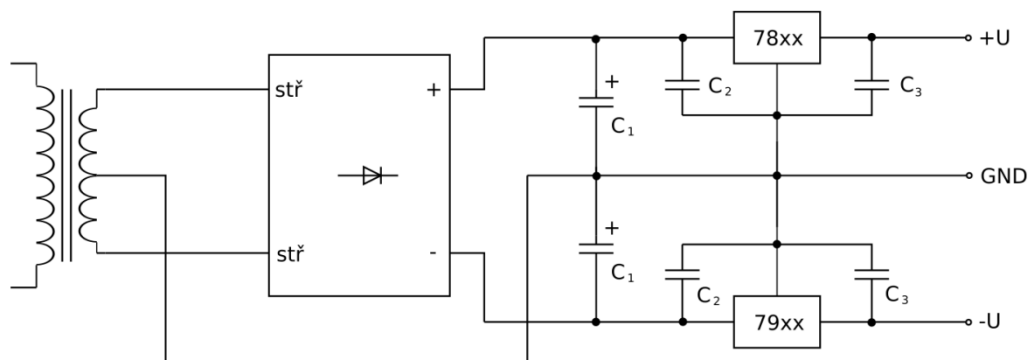 78xx
+U
stř
+
+
C₂
C₃
C₁
GND
+
stř
-
C₁
C₂
C₃
79xx
-U